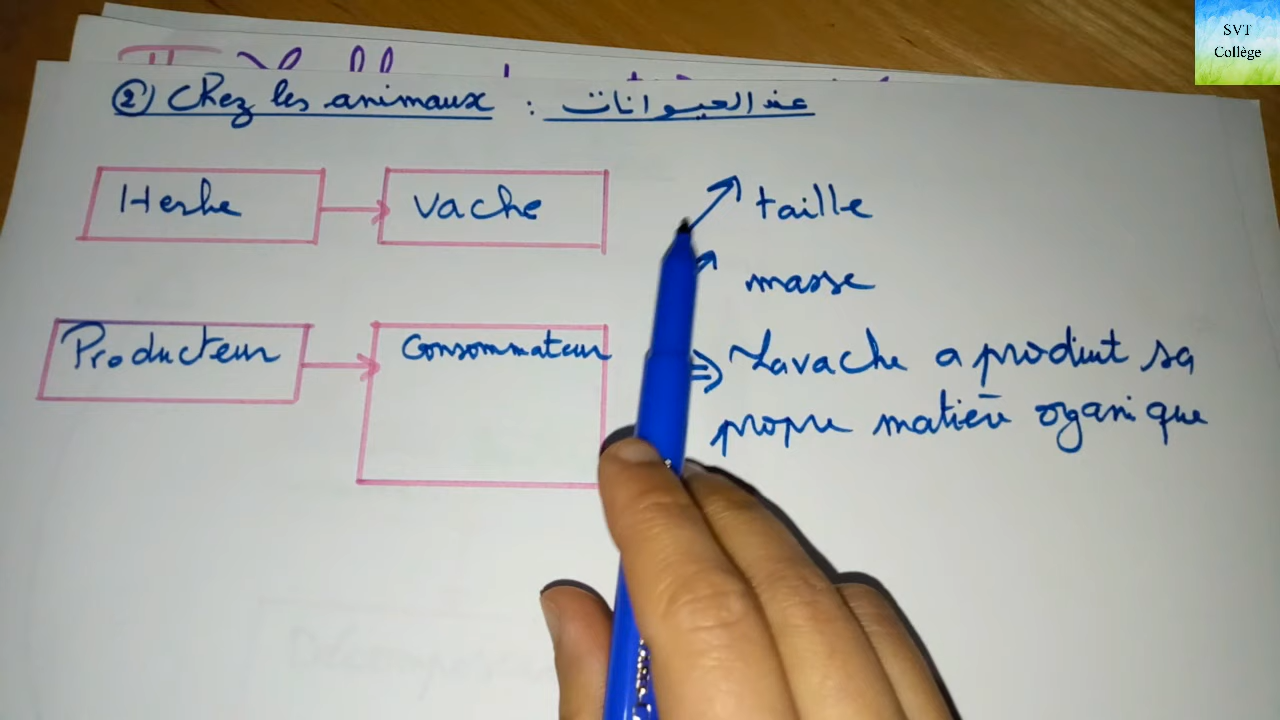 SVT
Collège
② Chez les animaux : عند الحيوانات
Herbe → vache
↗ taille
↗ masse
Producteur → Consommateur
⇒ La vache a produit sa
propre matière organique